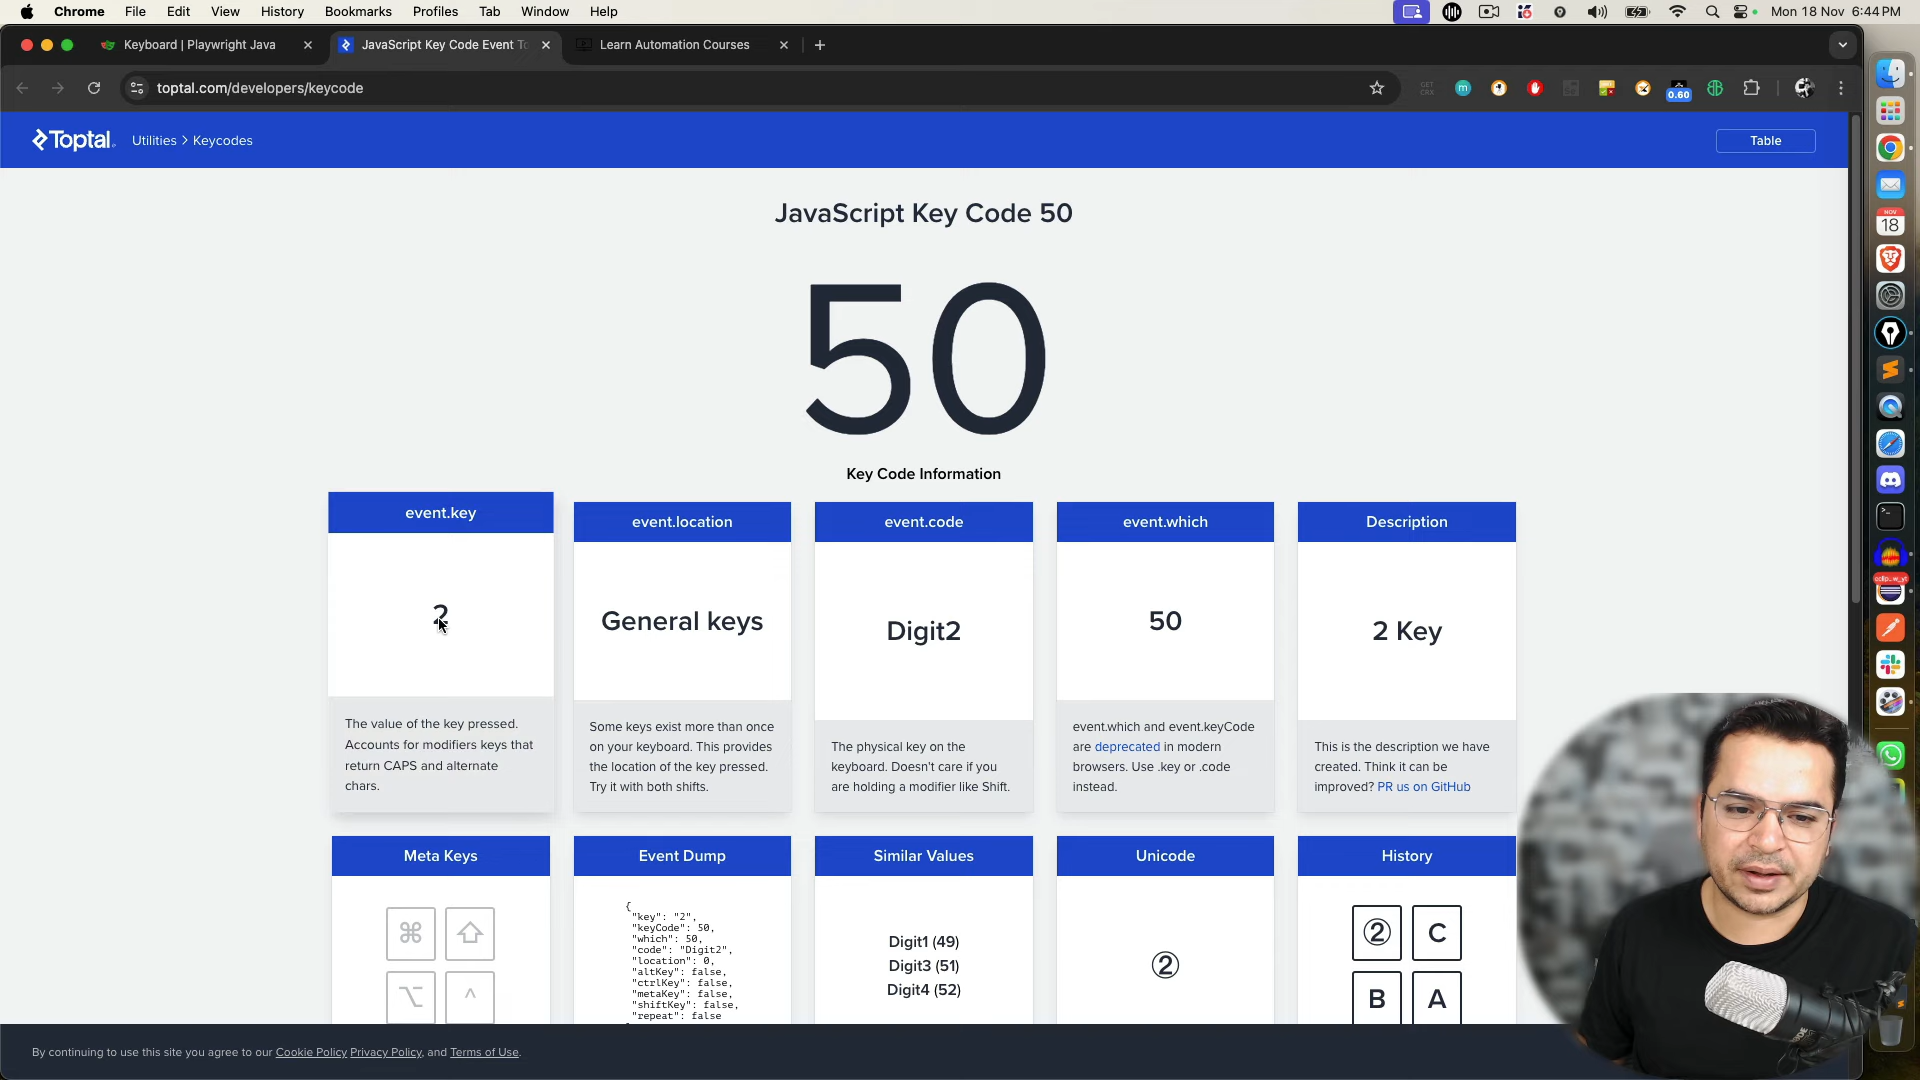 Chrome File Edit View History Bookmarks Profiles Tab Window Help
Mon 18 Nov 6:44 PM
Keyboard | Playwright Java
JavaScript Key Code Event To
Learn Automation Courses
toptal.com/developers/keycode
0.60
Toptal
Utilities > Keycodes
Table
JavaScript Key Code 50
50
Key Code Information
event.key
2
The value of the key pressed.
Accounts for modifiers keys that
return CAPS and alternate
chars.
event.location
General keys
Some keys exist more than once
on your keyboard. This provides
the location of the key pressed.
Try it with both shifts.
event.code
Digit2
The physical key on the
keyboard. Doesn't care if you
are holding a modifier like Shift.
event.which
50
event.which and event.keyCode
are deprecated in modern
browsers. Use .key or .code
instead.
Description
2 Key
This is the description we have
created. Think it can be
improved? PR us on GitHub
Meta Keys
⌘ ⇧
⌥ ^
Event Dump
{
"key": "2",
"keyCode": 50,
"which": 50,
"code": "Digit2",
"location": 0,
"altKey": false,
"ctrlKey": false,
"metaKey": false,
"shiftKey": false,
"repeat": false
Similar Values
Digit1 (49)
Digit3 (51)
Digit4 (52)
Unicode
②
History
② C
B A
By continuing to use this site you agree to our Cookie Policy Privacy Policy, and Terms of Use.
NOV
18